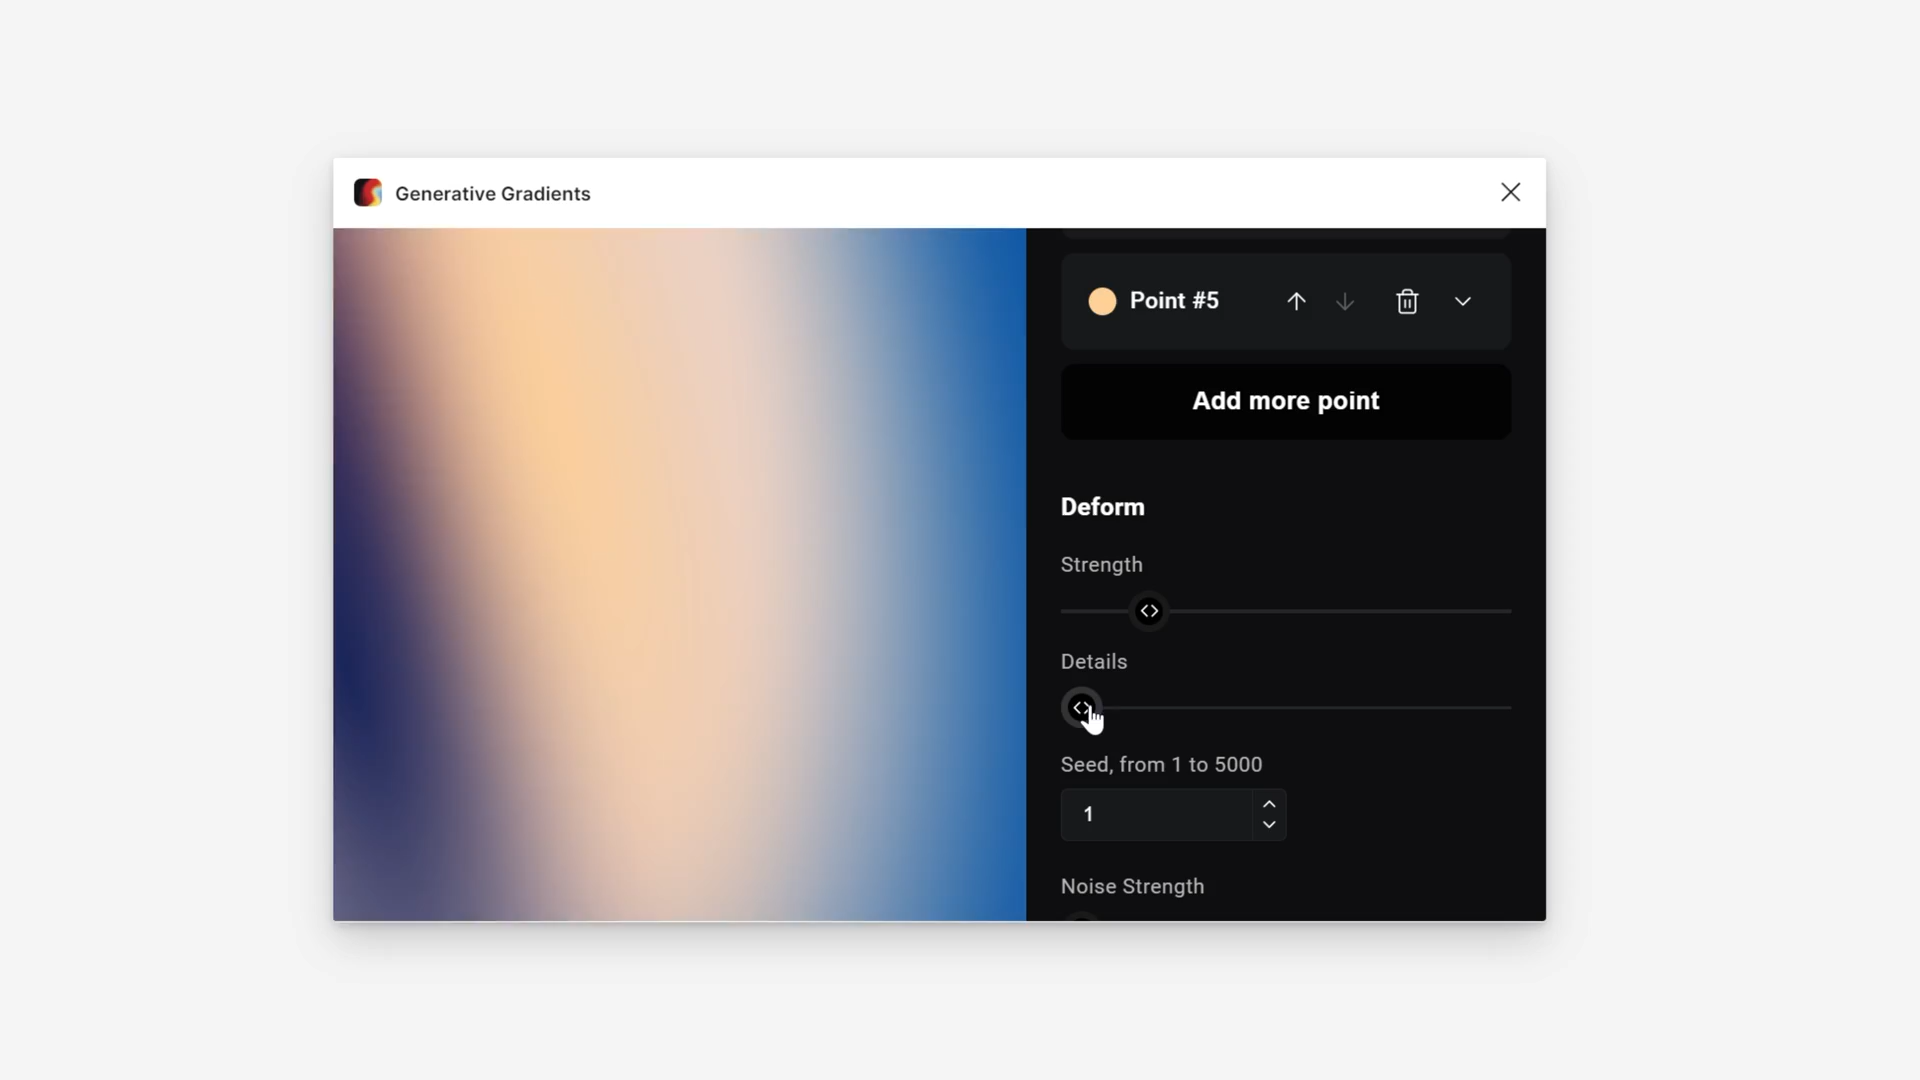 Generative Gradients
Point #5
Add more point
Deform
Strength
Details
Seed, from 1 to 5000
1
Noise Strength